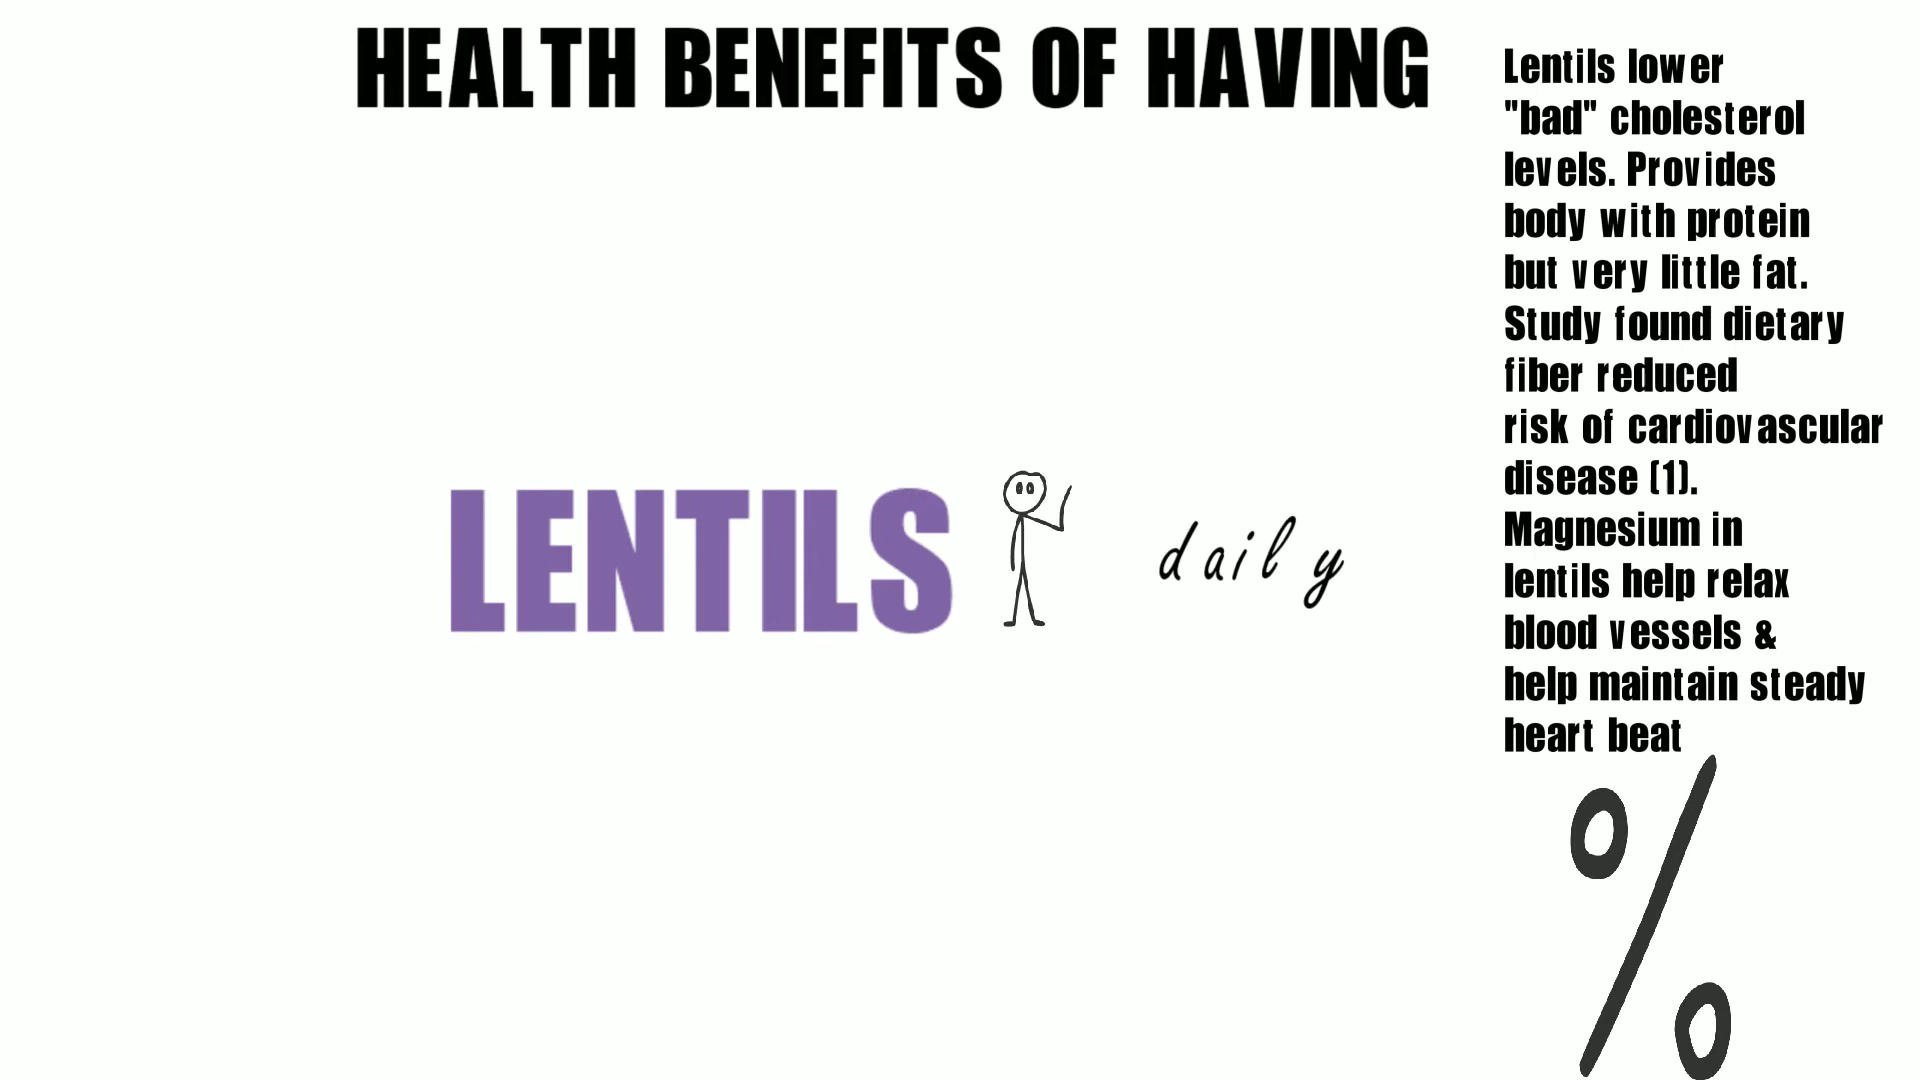 HEALTH BENEFITS OF HAVING
LENTILS
daily
Lentils lower
"bad" cholesterol
levels. Provides
body with protein
but very little fat.
Study found dietary
fiber reduced
risk of cardiovascular
disease (1).
Magnesium in
lentils help relax
blood vessels &
help maintain steady
heart beat
%